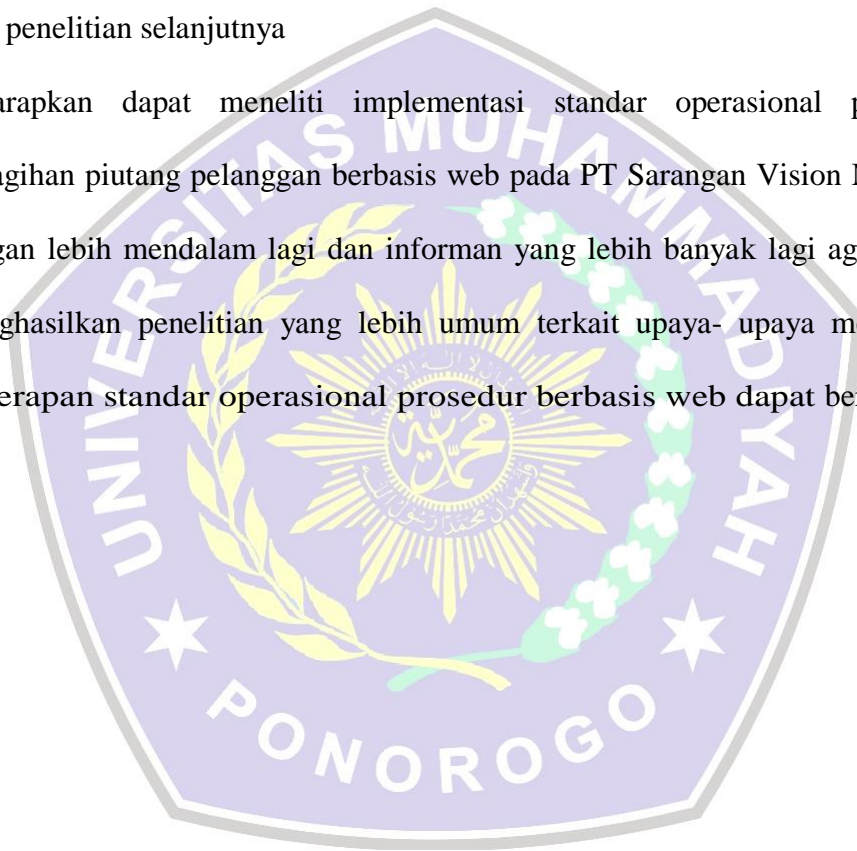 penelitian selanjutnya
arapkan dapat meneliti implementasi standar operasional p
agihan piutang pelanggan berbasis web pada PT Sarangan Vision
gan lebih mendalam lagi dan informan yang lebih banyak lagi ag
ghasilkan penelitian yang lebih umum terkait upaya- upaya me
erapan standar operasional prosedur berbasis web dapat be
UNIVERSITAS MUHAMMADIYAH
PONOROGO